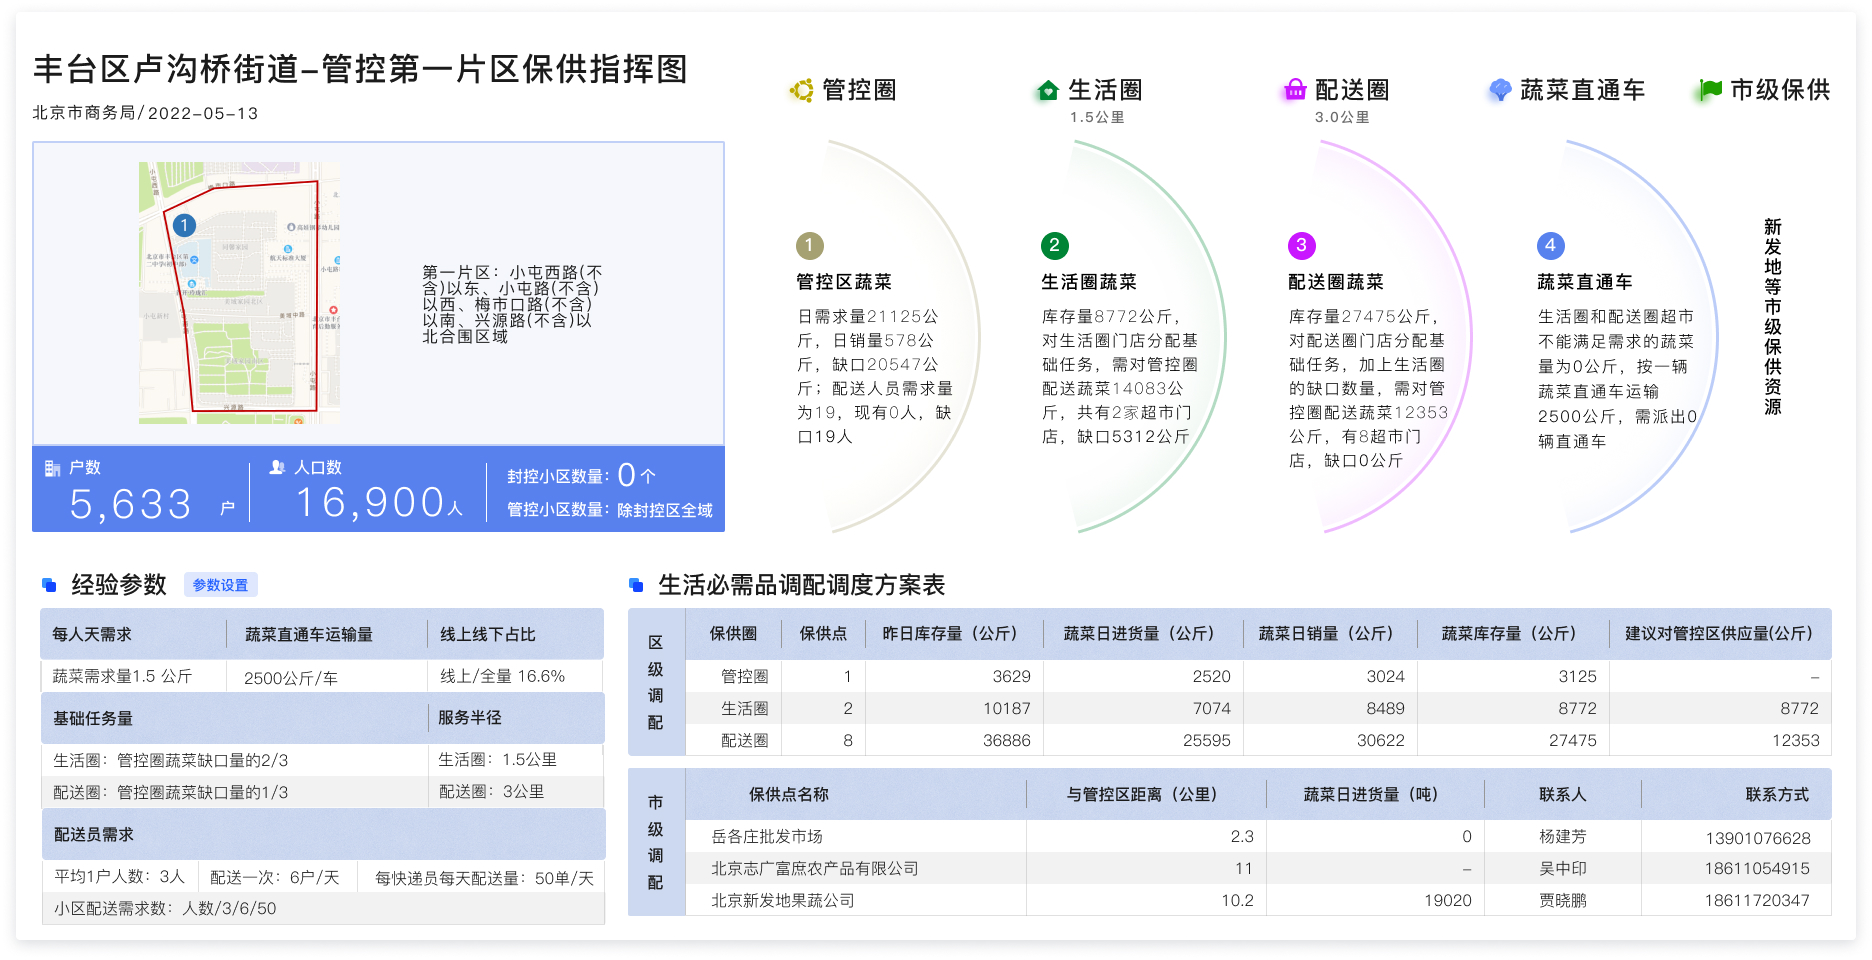 丰台区卢沟桥街道-管控第一片区保供指挥图
北京市商务局/2022-05-13
管控圈
生活圈
1.5公里
配送圈
3.0公里
蔬菜直通车
市级保供
1
梅市口路
小屯西路
小屯路
兴源路
第一片区：小屯西路(不
含)以东、小屯路(不含)
以西、梅市口路(不含)
以南、兴源路(不含)以
北合围区域
户数
5,633 户
人口数
16,900人
封控小区数量：0个
管控小区数量：除封控区全域
1
管控区蔬菜
日需求量21125公
斤，日销量578公
斤，缺口20547公
斤；配送人员需求量
为19，现有0人，缺
口19人
2
生活圈蔬菜
库存量8772公斤，
对生活圈门店分配基
础任务，需对管控圈
配送蔬菜14083公
斤，共有2家超市门
店，缺口5312公斤
3
配送圈蔬菜
库存量27475公斤，
对配送圈门店分配基
础任务，加上生活圈
的缺口数量，需对管
控圈配送蔬菜12353
公斤，有8超市门
店，缺口0公斤
4
蔬菜直通车
生活圈和配送圈超市
不能满足需求的蔬菜
量为0公斤，按一辆
蔬菜直通车运输
2500公斤，需派出0
辆直通车
新发地等市级保供资源
经验参数
参数设置
每人天需求 蔬菜直通车运输量 线上线下占比
蔬菜需求量1.5 公斤 2500公斤/车 线上/全量 16.6%
基础任务量 服务半径
生活圈：管控圈蔬菜缺口量的2/3 生活圈：1.5公里
配送圈：管控圈蔬菜缺口量的1/3 配送圈：3公里
配送员需求
平均1户人数：3人 配送一次：6户/天 每快递员每天配送量：50单/天
小区配送需求数：人数/3/6/50
生活必需品调配调度方案表
区级调配
保供圈 保供点 昨日库存量（公斤） 蔬菜日进货量（公斤） 蔬菜日销量（公斤） 蔬菜库存量（公斤） 建议对管控区供应量(公斤）
管控圈 1 3629 2520 3024 3125 –
生活圈 2 10187 7074 8489 8772 8772
配送圈 8 36886 25595 30622 27475 12353
市级调配
保供点名称 与管控区距离（公里） 蔬菜日进货量（吨） 联系人 联系方式
岳各庄批发市场 2.3 0 杨建芳 13901076628
北京志广富庶农产品有限公司 11 – 吴中印 18611054915
北京新发地果蔬公司 10.2 19020 贾晓鹏 18611720347